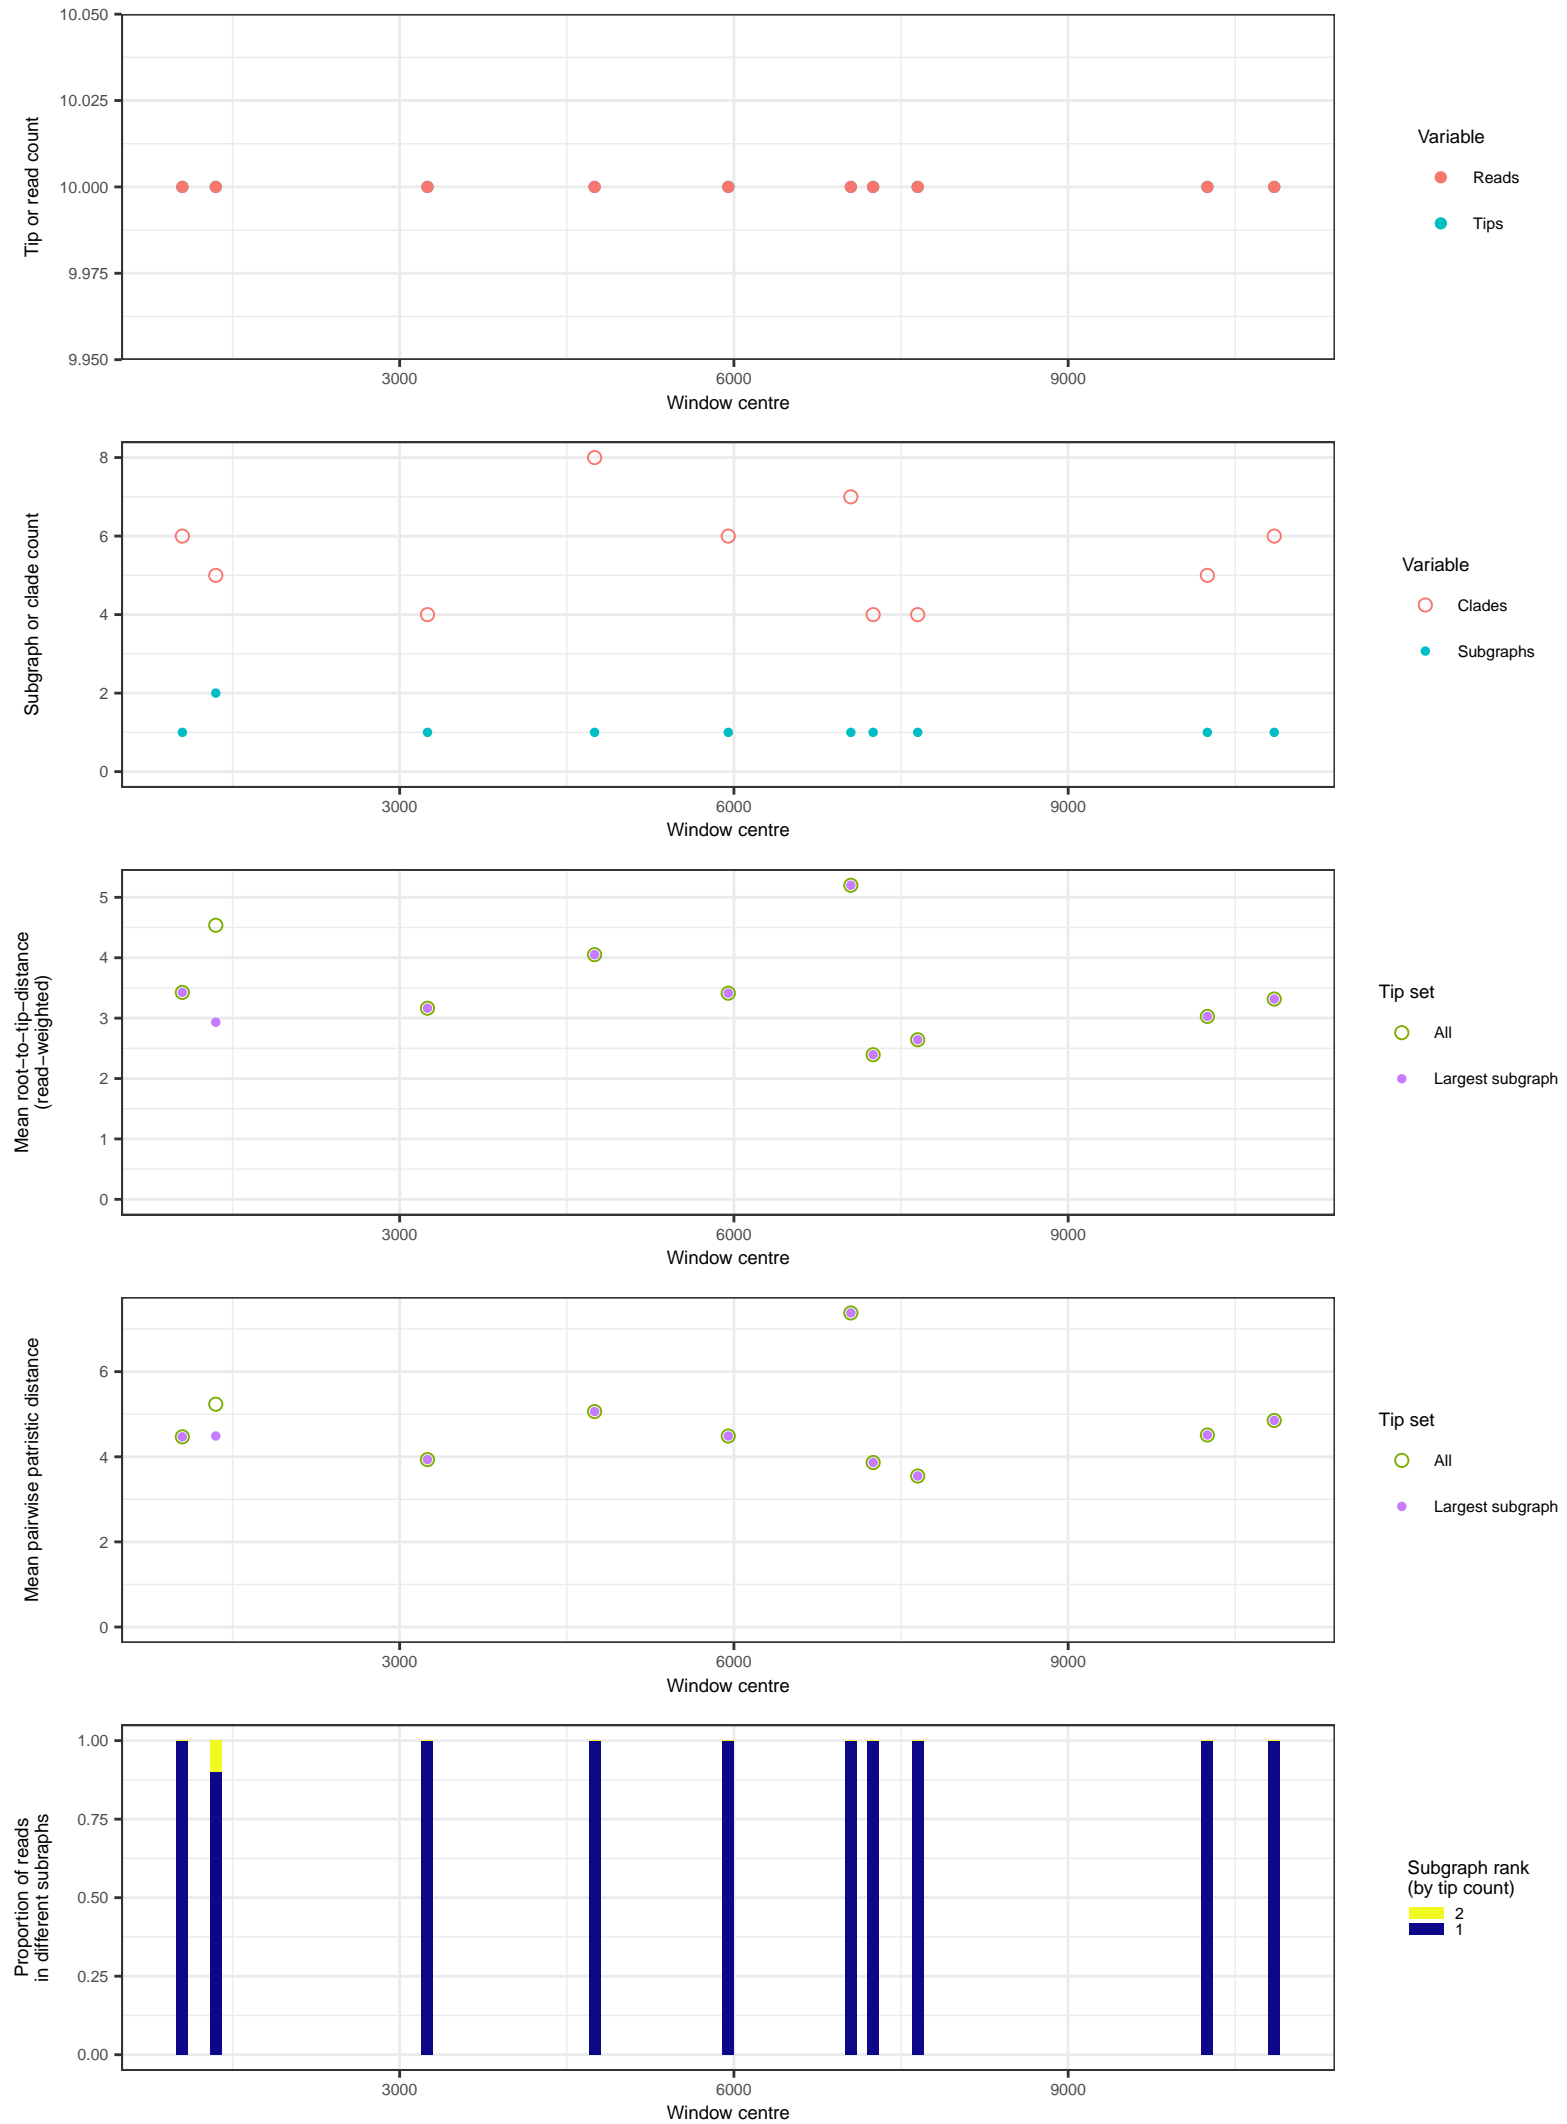 10.050
10.025
10.000
9.975
9.950
Tip or read count
3000 6000 9000
Window centre
Variable
Reads
Tips
8
6
4
2
0
Subgraph or clade count
3000 6000 9000
Window centre
Variable
Clades
Subgraphs
5
4
3
2
1
0
Mean root−to−tip−distance
(read−weighted)
3000 6000 9000
Window centre
Tip set
All
Largest subgraph
6
4
2
0
Mean pairwise patristic distance
3000 6000 9000
Window centre
Tip set
All
Largest subgraph
1.00
0.75
0.50
0.25
0.00
Proportion of reads
in different subraphs
3000 6000 9000
Window centre
Subgraph rank
(by tip count)
2
1